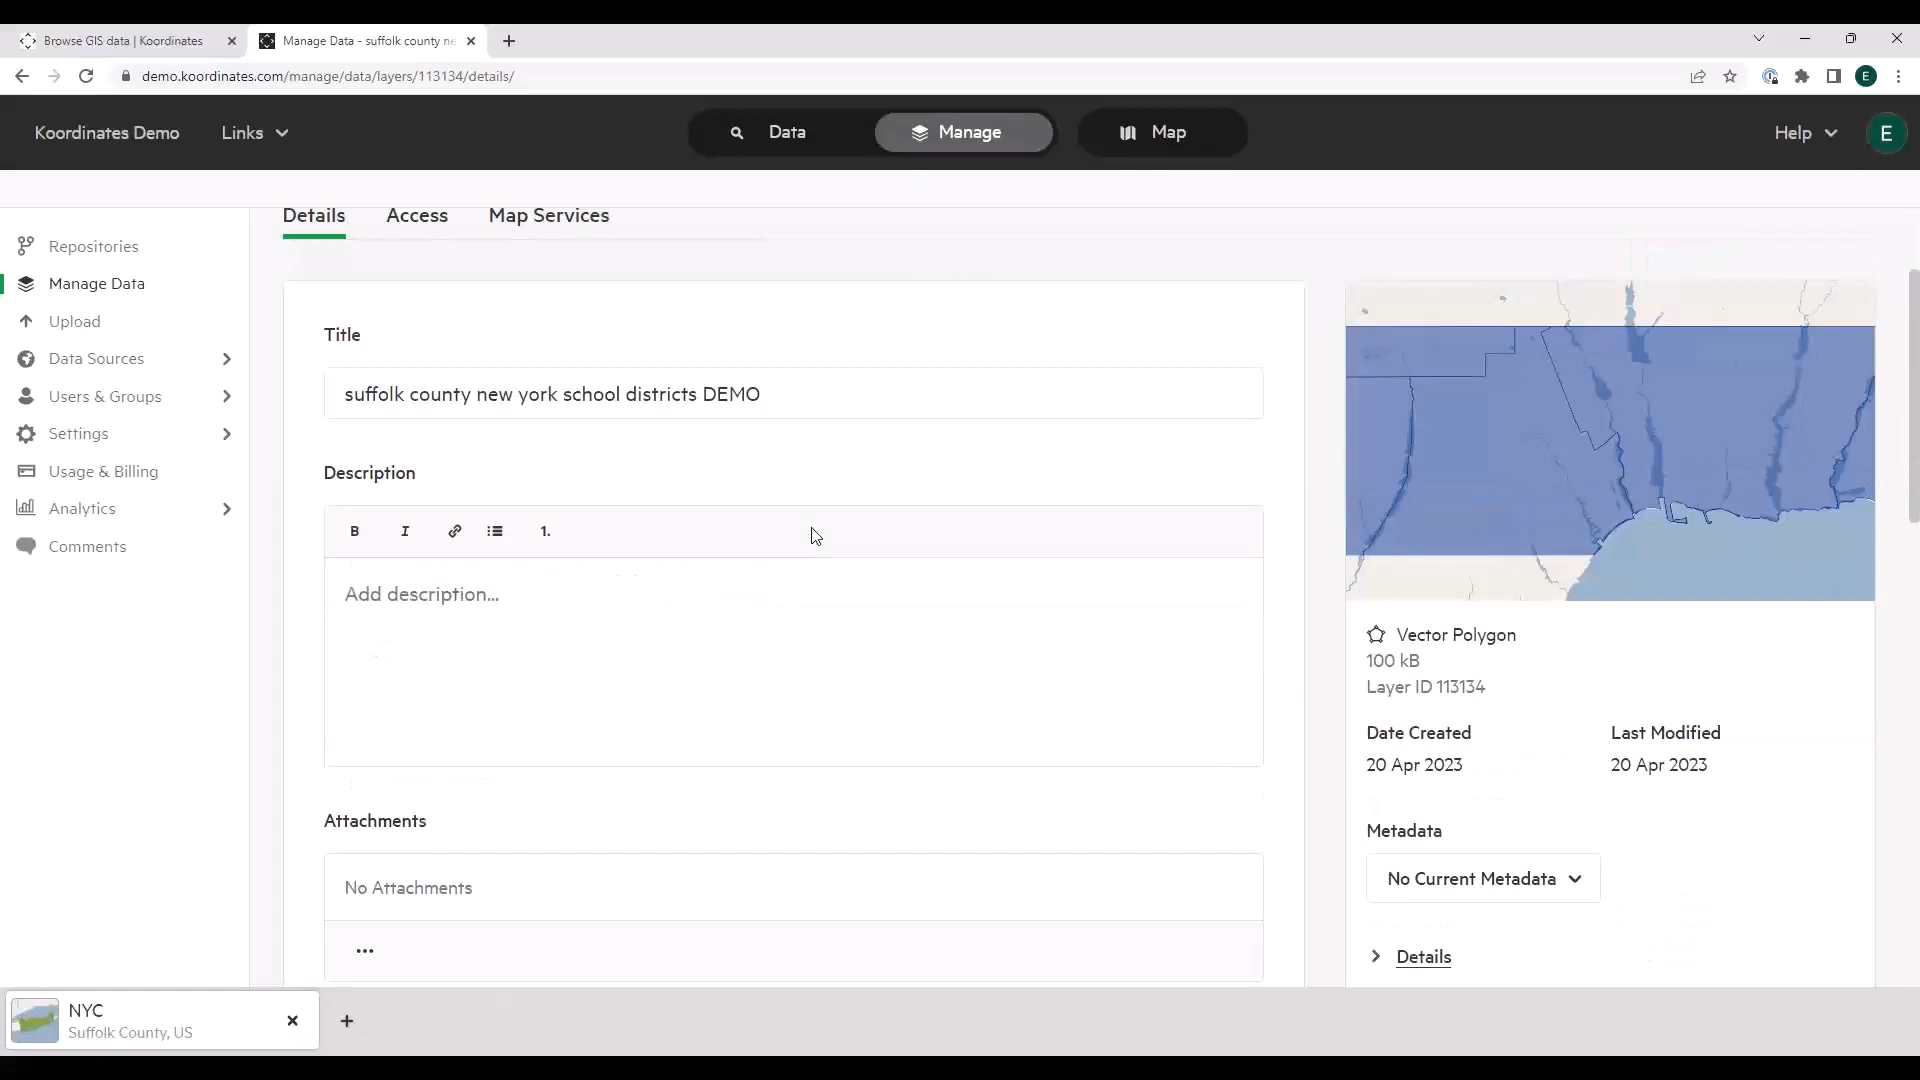 Browse GIS data | Koordinates
Manage Data - suffolk county ne
demo.koordinates.com/manage/data/layers/113134/details/
E
Koordinates Demo
Links
Data
Manage
Map
Help
E
Repositories
Manage Data
Upload
Data Sources
Users & Groups
Settings
Usage & Billing
Analytics
Comments
Details
Access
Map Services
Title
suffolk county new york school districts DEMO
Description
B
I
1.
Add description...
Attachments
No Attachments
Vector Polygon
100 kB
Layer ID 113134
Date Created
Last Modified
20 Apr 2023
20 Apr 2023
Metadata
No Current Metadata
Details
NYC
Suffolk County, US